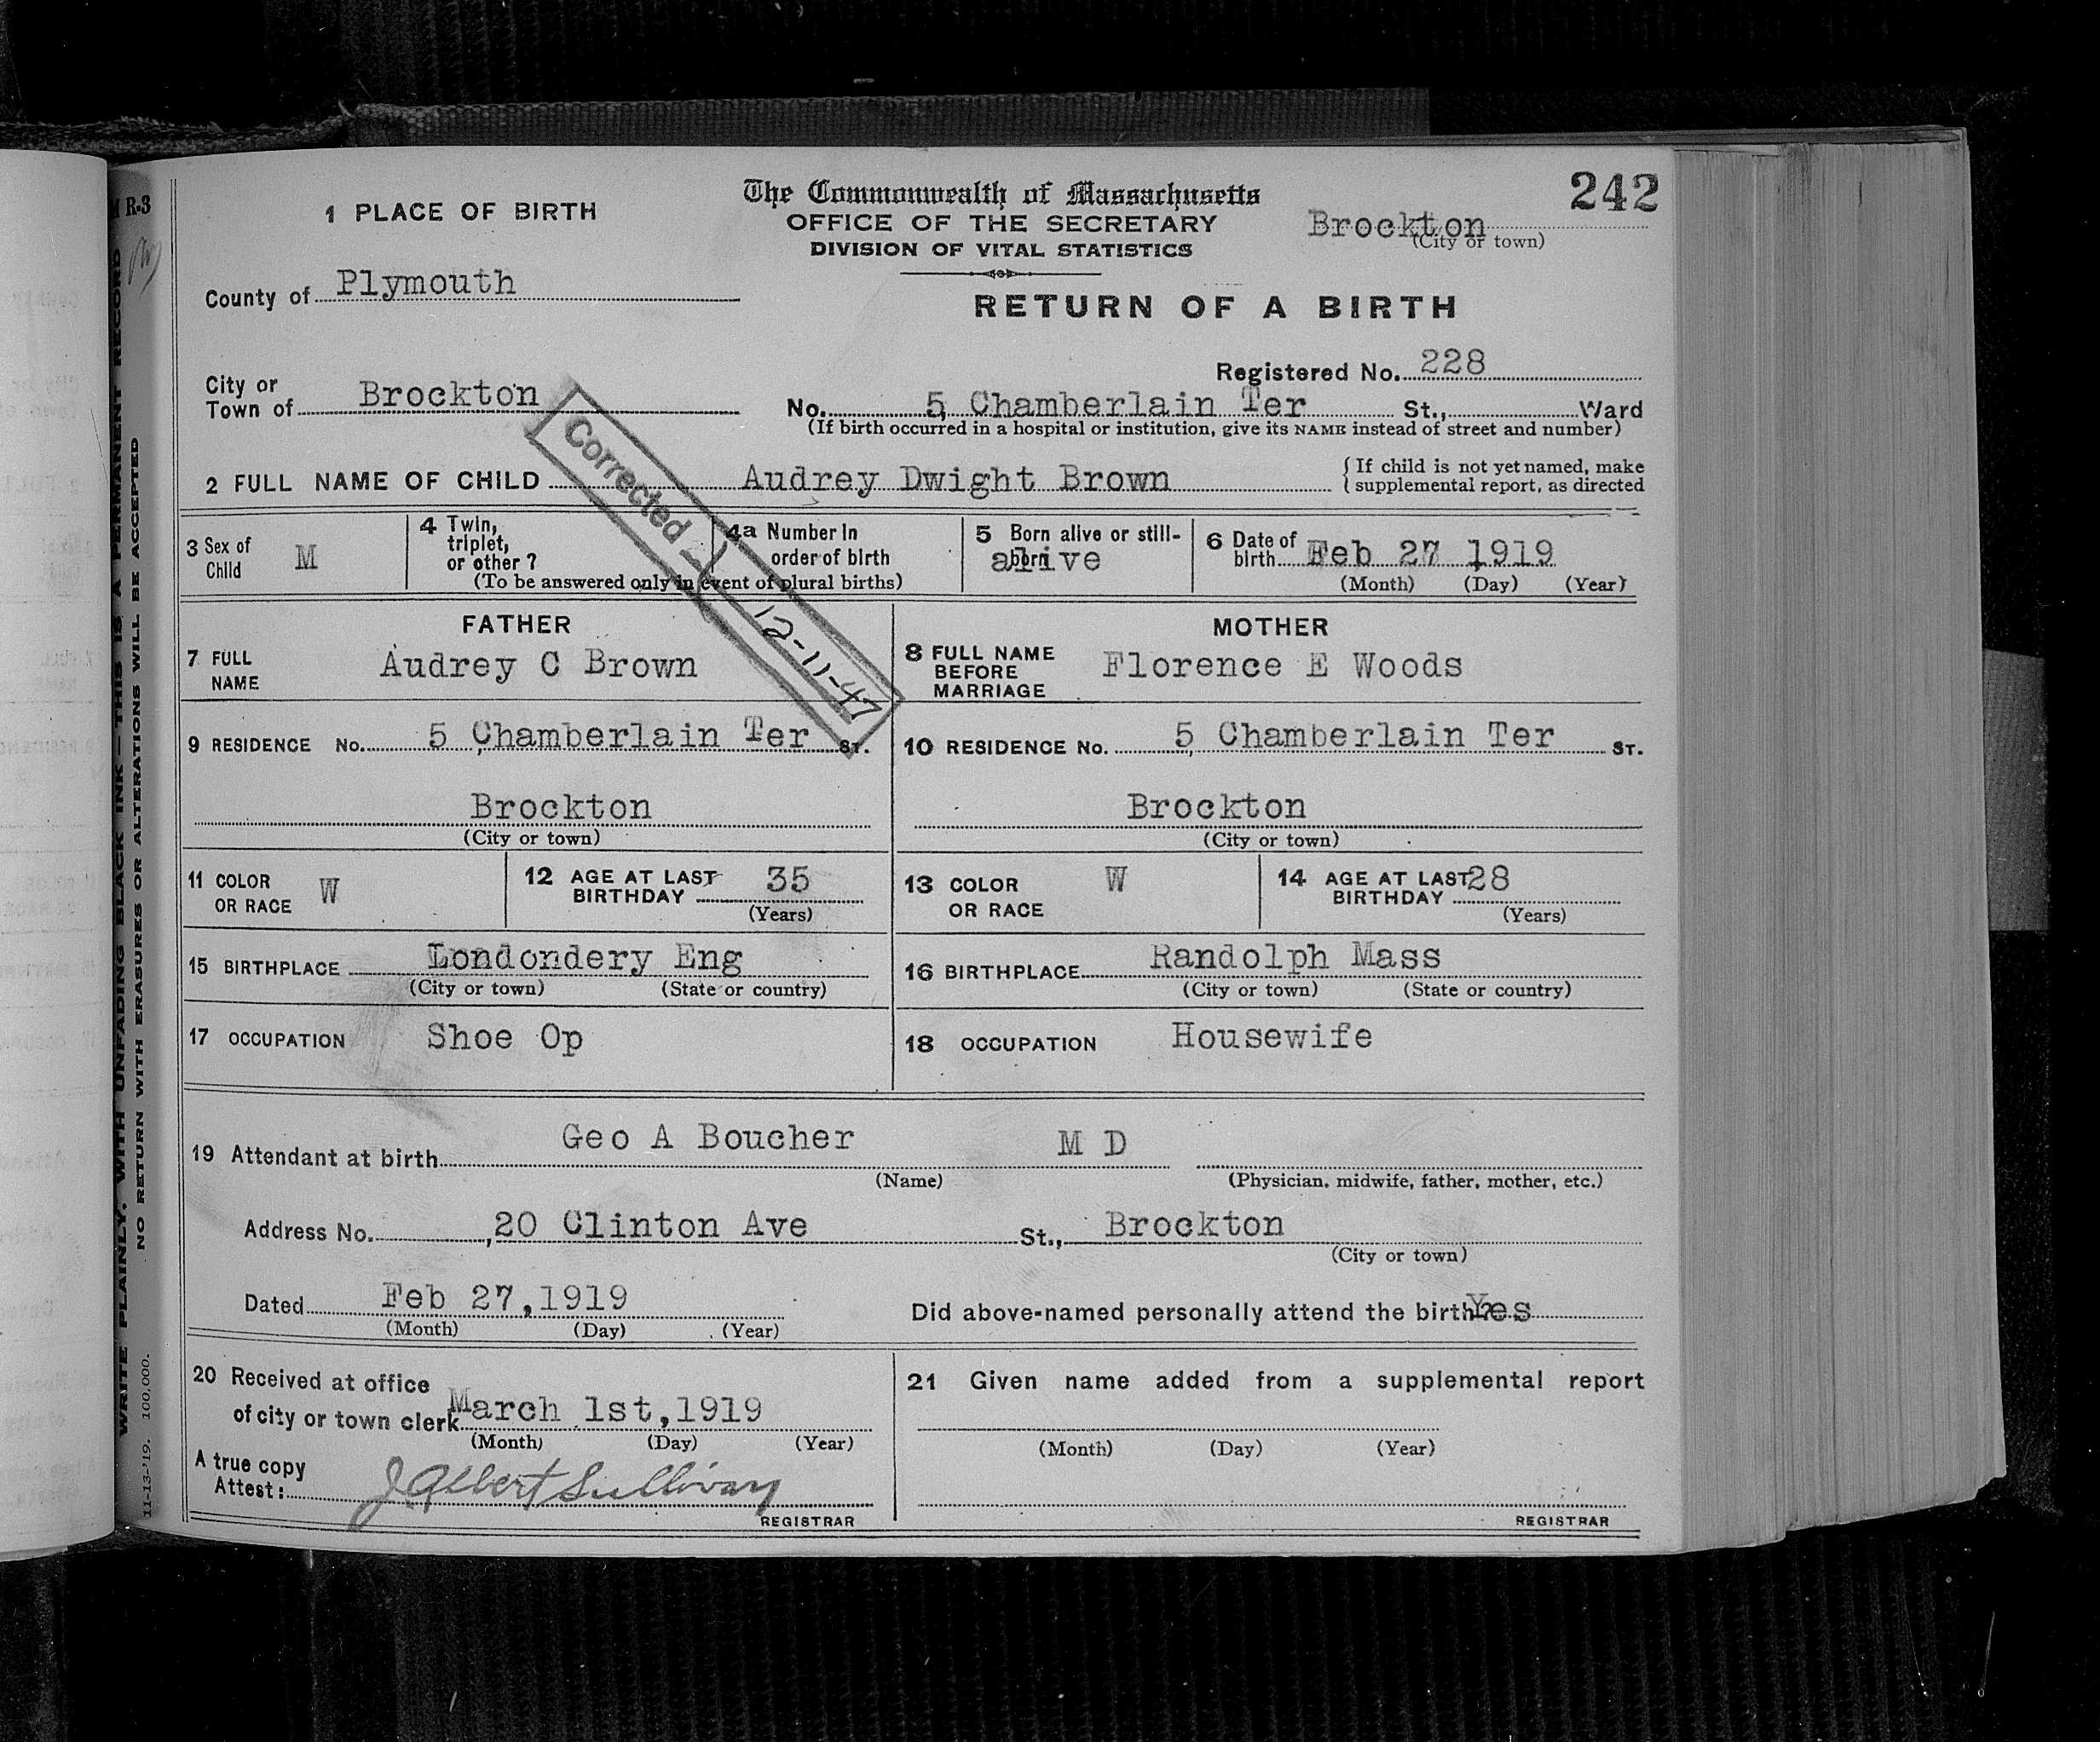 M R-3
242
The Commonwealth of Massachusetts
1 PLACE OF BIRTH
OFFICE OF THE SECRETARY
Brockton
(City or town)
DIVISION OF VITAL STATISTICS
County of Plymouth
RETURN OF A BIRTH
Registered No. 228
City or
Town of Brockton
No. 5 Chamberlain Ter St., Ward
(If birth occurred in a hospital or institution, give its NAME instead of street and number)
2 FULL NAME OF CHILD Audrey Dwight Brown
{If child is not yet named, make
supplemental report, as directed
Corrected 12-11-47
3 Sex of
Child M
4 Twin,
triplet,
or other?
4a Number in
order of birth
(To be answered only in event of plural births)
5 Born alive or still-
born alive
6 Date of
birth Feb 27 1919
(Month) (Day) (Year)
FATHER
7 FULL
NAME Audrey C Brown
MOTHER
8 FULL NAME
BEFORE
MARRIAGE Florence E Woods
9 RESIDENCE No. 5 Chamberlain Ter ST.
Brockton
(City or town)
10 RESIDENCE No. 5 Chamberlain Ter ST.
Brockton
(City or town)
11 COLOR
OR RACE W
12 AGE AT LAST
BIRTHDAY 35
(Years)
13 COLOR
OR RACE W
14 AGE AT LAST 28
BIRTHDAY
(Years)
15 BIRTHPLACE Londondery Eng
(City or town) (State or country)
16 BIRTHPLACE Randolph Mass
(City or town) (State or country)
17 OCCUPATION Shoe Op
18 OCCUPATION Housewife
19 Attendant at birth Geo A Boucher M D
(Name) (Physician, midwife, father, mother, etc.)
Address No. 20 Clinton Ave St., Brockton
(City or town)
Dated Feb 27, 1919
(Month) (Day) (Year)
Did above-named personally attend the birth? Yes
20 Received at office
of city or town clerk March 1st, 1919
(Month) (Day) (Year)
A true copy
Attest: J. Albert Sullivan
REGISTRAR
21 Given name added from a supplemental report
(Month) (Day) (Year)
REGISTRAR
WRITE PLAINLY, WITH UNFADING BLACK INK—THIS IS A PERMANENT RECORD
NO RETURN WITH ERASURES OR ALTERATIONS WILL BE ACCEPTED
11-13-'19. 100,000.